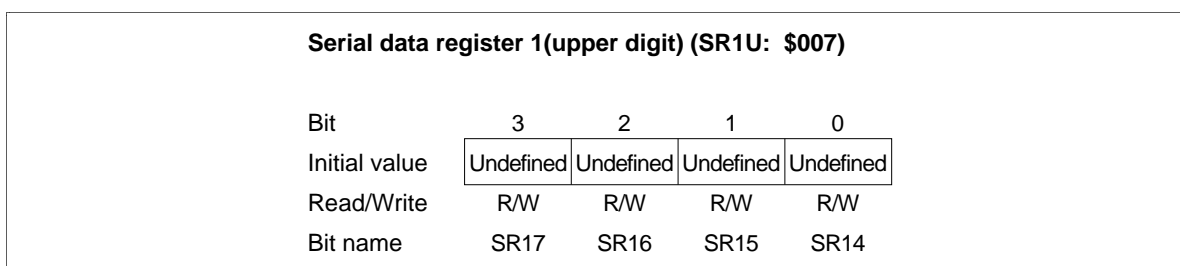 Serial data register 1(upper digit) (SR1U: $007)
Bit 3 2 1 0
Initial value Undefined Undefined Undefined Undefined
Read/Write R/W R/W R/W R/W
Bit name SR17 SR16 SR15 SR14